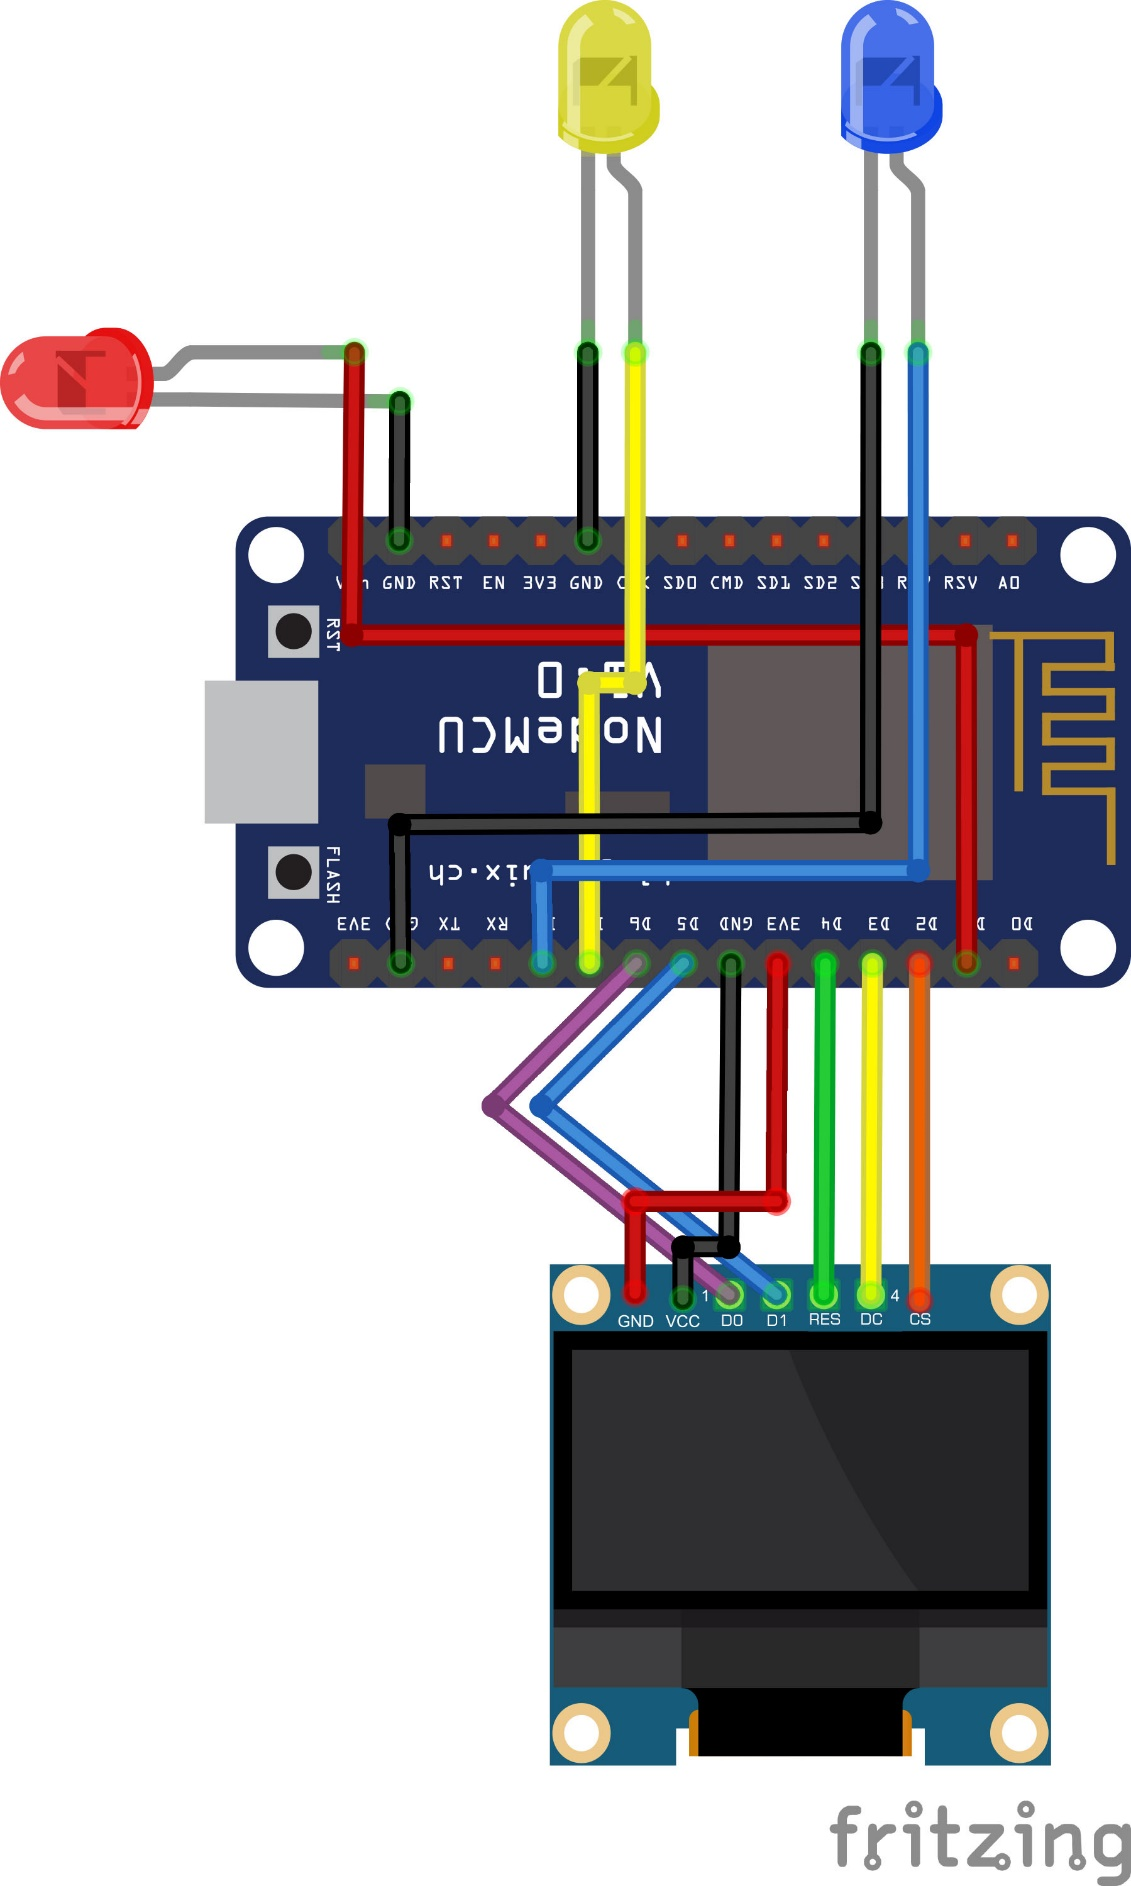 GND RST EN 3V3 GND SD0 CMD SD1 SD2 RSV A0
RST
NodeMCU
FLASH
3V3 TX RX D6 D5 GND 3V3 D4 D3 D2 D0
1 4
GND VCC D0 D1 RES DC CS
fritzing